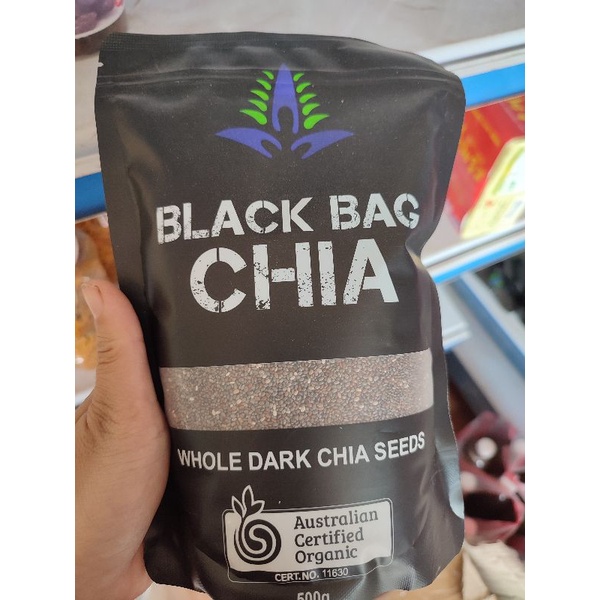 BLACK BAG
CHIA
WHOLE DARK CHIA SEEDS
Australian
Certified
Organic
CERT.NO. 11630
500g